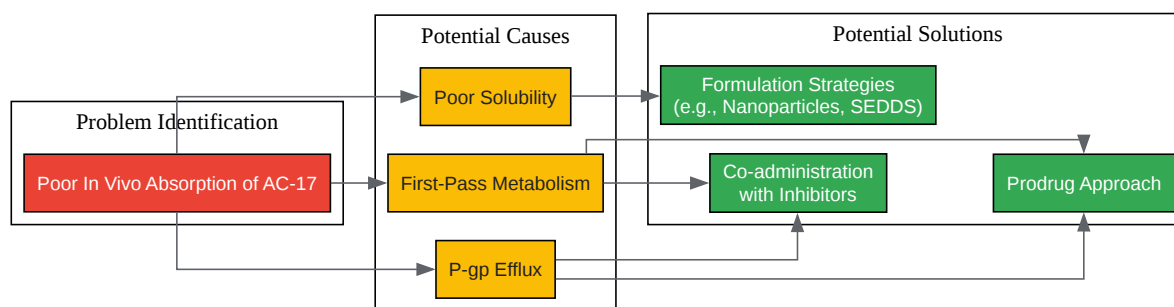 Problem Identification
Poor In Vivo Absorption of AC-17
Potential Causes
Poor Solubility
First-Pass Metabolism
P-gp Efflux
Potential Solutions
Formulation Strategies
(e.g., Nanoparticles, SEDDS)
Co-administration
with Inhibitors
Prodrug Approach